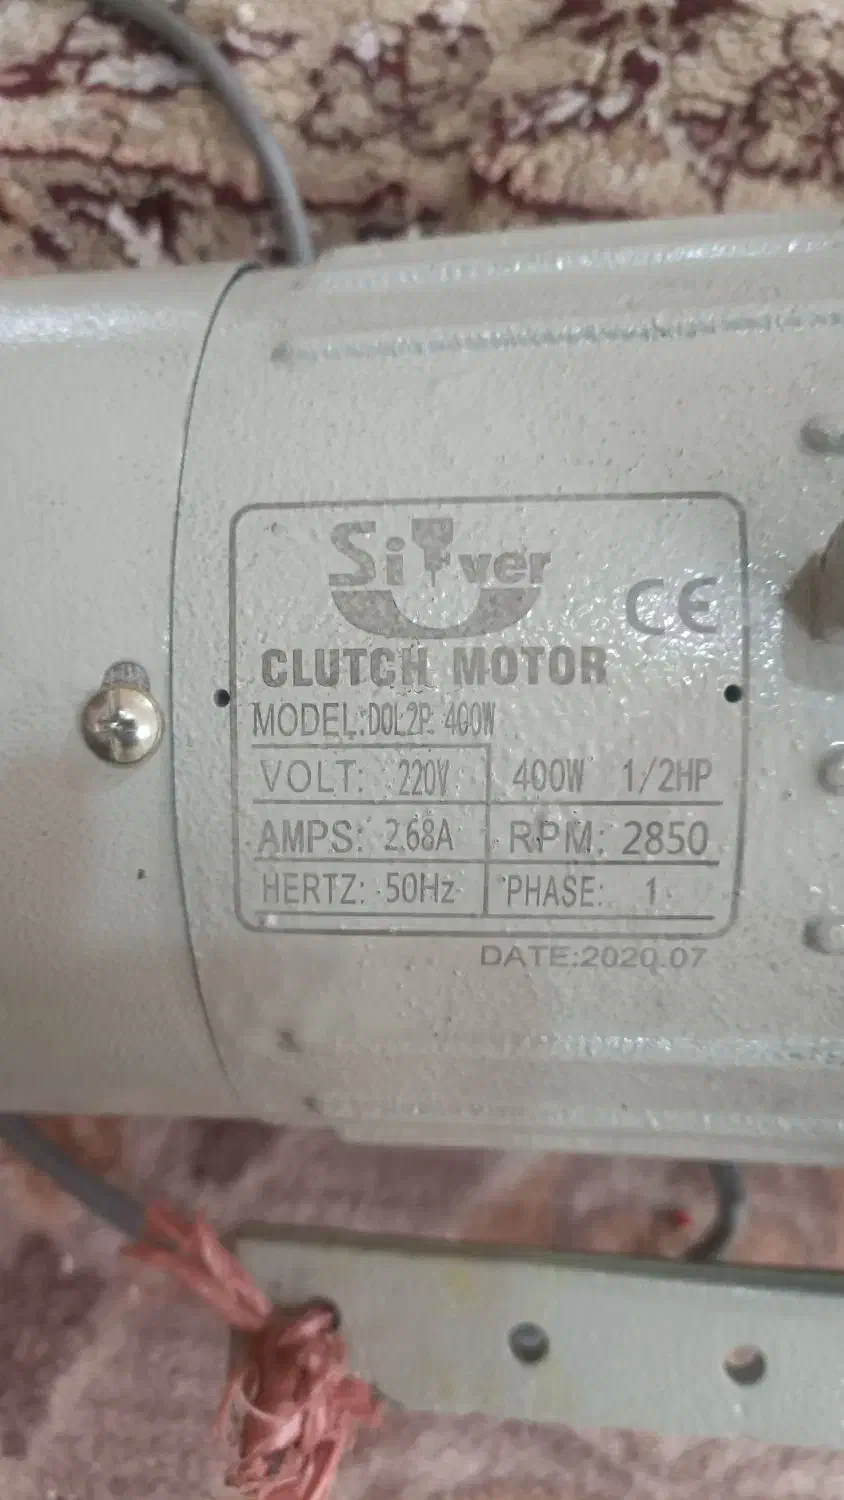 Silver
CE
CLUTCH MOTOR
MODEL: DOL2P 400W
VOLT: 220V 400W 1/2HP
AMPS: 2.68A RPM: 2850
HERTZ: 50Hz PHASE: 1
DATE:2020.07